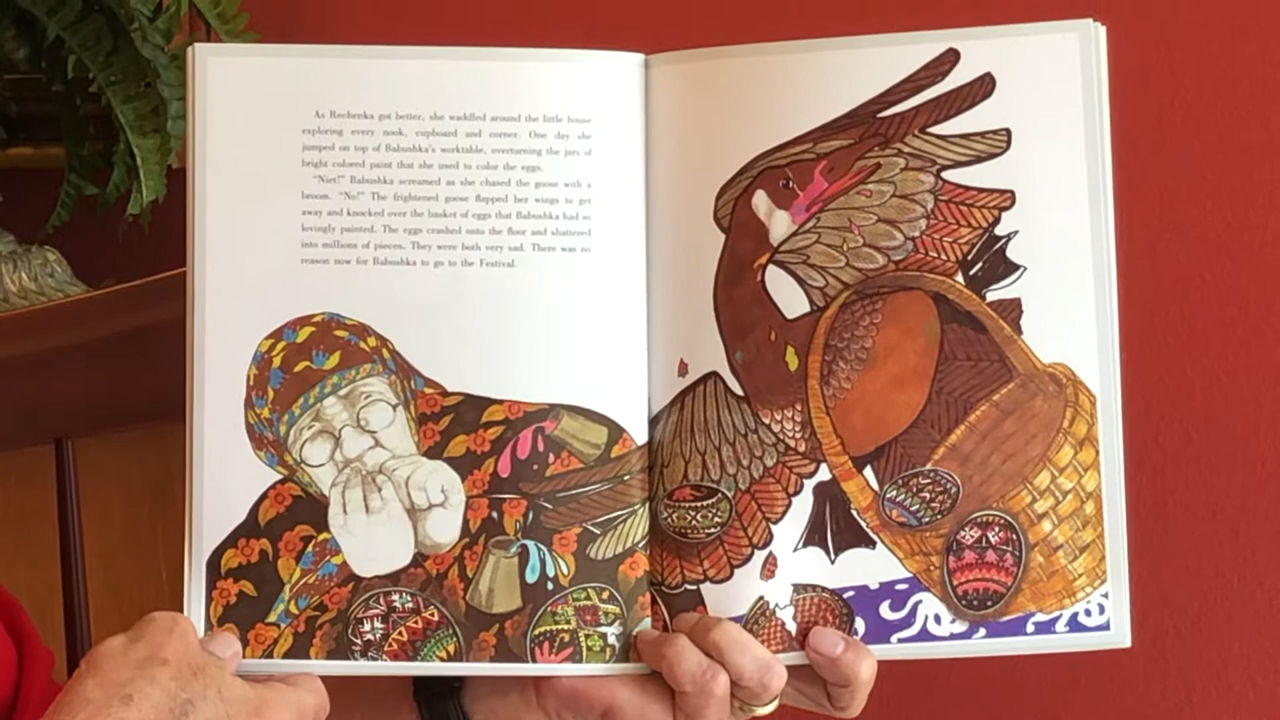 As Rechenka got better, she waddled around the little house
exploring every nook, cupboard and corner. One day she
jumped on top of Babushka's worktable, overturning the jars of
bright colored paint that she used to color the eggs.
"Niet!" Babushka screamed as she chased the goose with a
broom. "No!" The frightened goose flapped her wings to get
away and knocked over the basket of eggs that Babushka had so
lovingly painted. The eggs crashed onto the floor and shattered
into millions of pieces. They were both very sad. There was no
reason now for Babushka to go to the Festival.